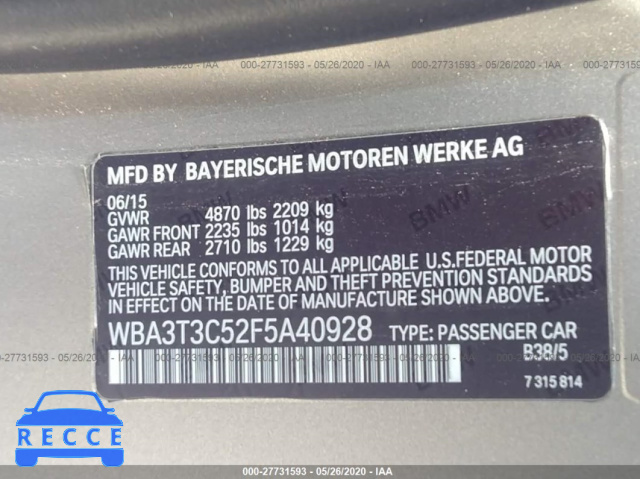 000-27731593 - 05/26/2020 - IAA
MFD BY BAYERISCHE MOTOREN WERKE AG
06/15
GVWR 4870 lbs 2209 kg
GAWR FRONT 2235 lbs 1014 kg
GAWR REAR 2710 lbs 1229 kg
THIS VEHICLE CONFORMS TO ALL APPLICABLE U.S.FEDERAL MOTOR
VEHICLE SAFETY, BUMPER AND THEFT PREVENTION STANDARDS
IN EFFECT ON THE DATE OF MANUFACTURE SHOWN ABOVE.
WBA3T3C52F5A40928 TYPE: PASSENGER CAR
B39/5
7 315 814
BMW
RECCE
000-27731593 - 05/26/2020 - IAA